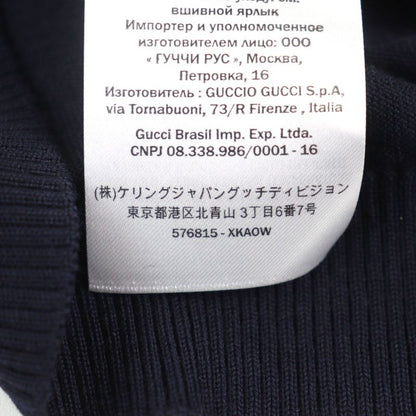 вшивной ярлык
Импортер и уполномоченное
изготовителем лицо: ООО
« ГУЧЧИ РУС », Москва,
Петровка, 16
Изготовитель : GUCCIO GUCCI S.p.A,
via Tornabuoni, 73/R Firenze , Italia
Gucci Brasil Imp. Exp. Ltda.
CNPJ 08.338.986/0001 - 16
(株)ケリングジャパングッチディビジョン
東京都港区北青山 3丁目6番7号
576815 - XKAOW